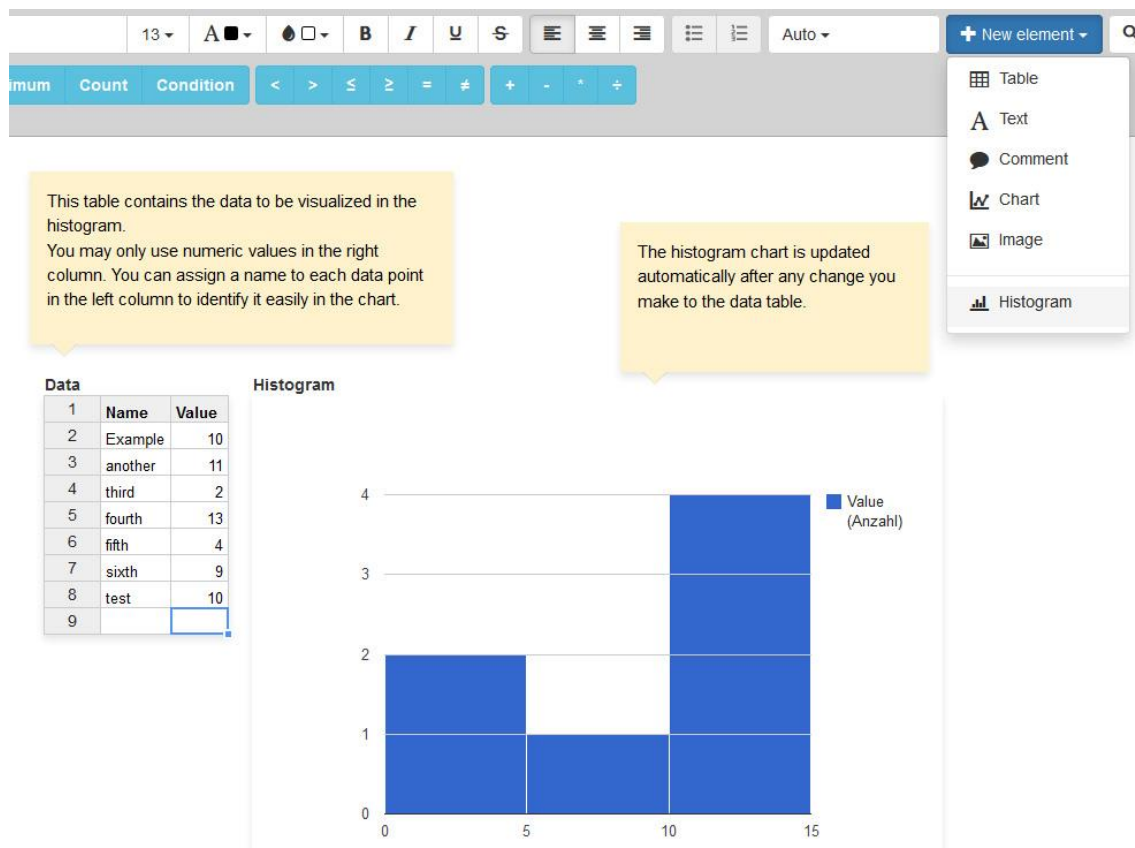 13 A B I U S Auto + New element
imum Count Condition < > ≤ ≥ = ≠ + - * ÷
Table
A Text
Comment
Chart
Image
Histogram
This table contains the data to be visualized in the
histogram.
You may only use numeric values in the right
column. You can assign a name to each data point
in the left column to identify it easily in the chart.
The histogram chart is updated
automatically after any change you
make to the data table.
Data
1 Name Value
2 Example 10
3 another 11
4 third 2
5 fourth 13
6 fifth 4
7 sixth 9
8 test 10
9
Histogram
4
3
2
1
0
0 5 10 15
Value
(Anzahl)